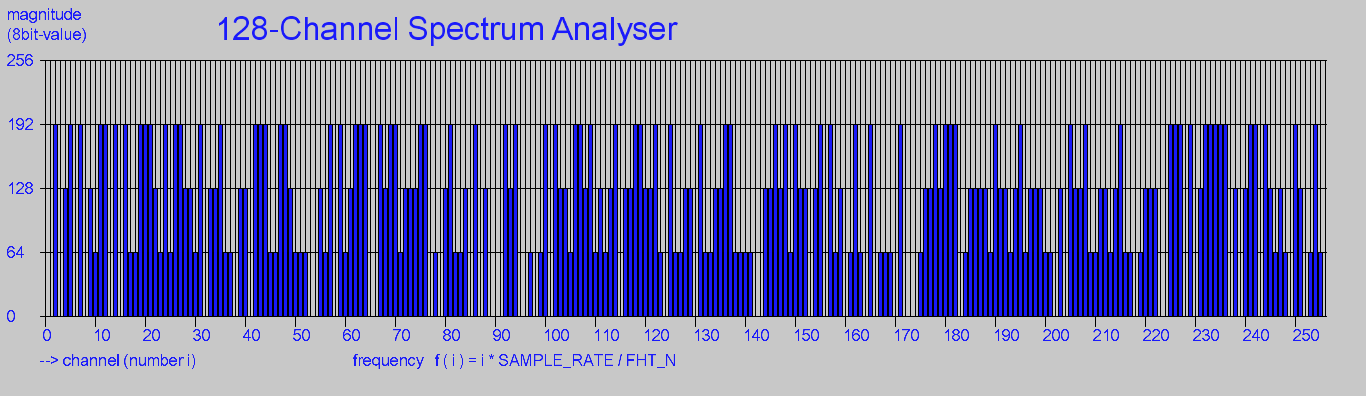 magnitude
(8bit-value)
128-Channel Spectrum Analyser
256
192
128
64
0
0 10 20 30 40 50 60 70 80 90 100 110 120 130 140 150 160 170 180 190 200 210 220 230 240 250
--> channel (number i)
frequency f ( i ) = i * SAMPLE_RATE / FHT_N